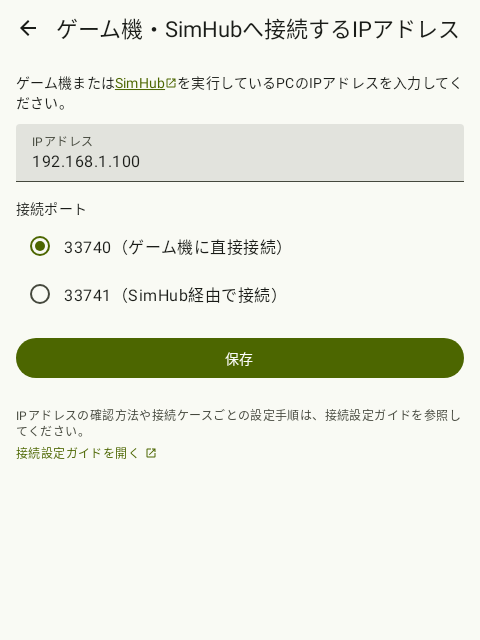 ゲーム機・SimHubへ接続するIPアドレス
ゲーム機またはSimHubを実行しているPCのIPアドレスを入力してく
ださい。
IPアドレス
192.168.1.100
接続ポート
33740（ゲーム機に直接接続）
33741（SimHub経由で接続）
保存
IPアドレスの確認方法や接続ケースごとの設定手順は、接続設定ガイドを参照し
てください。
接続設定ガイドを開く